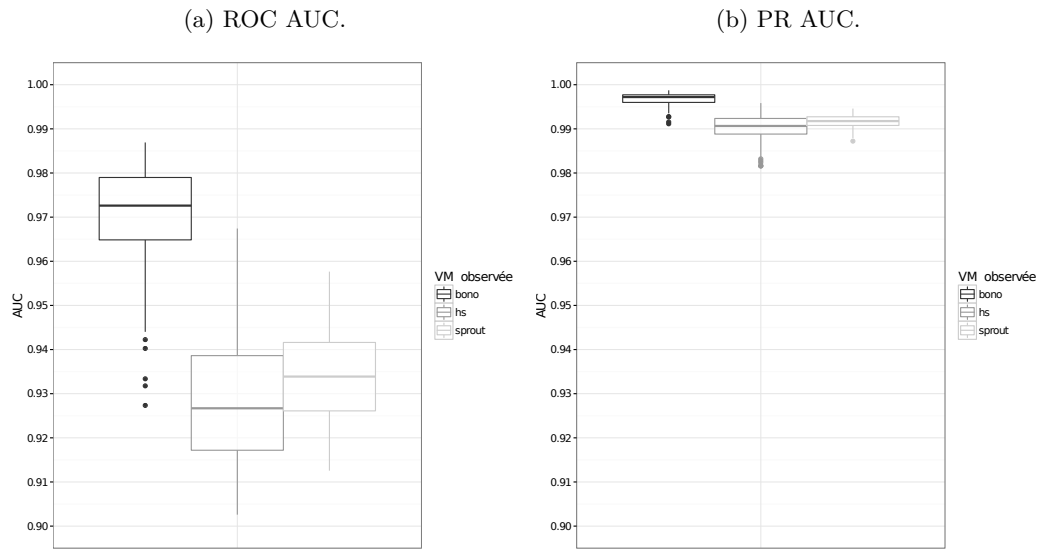 (a) ROC AUC.
1.00
0.99
0.98
0.97
0.96
0.95
0.94
0.93
0.92
0.91
0.90
AUC
VM observée
bono
hs
sprout
(b) PR AUC.
1.00
0.99
0.98
0.97
0.96
0.95
0.94
0.93
0.92
0.91
0.90
AUC
VM observée
bono
hs
sprout